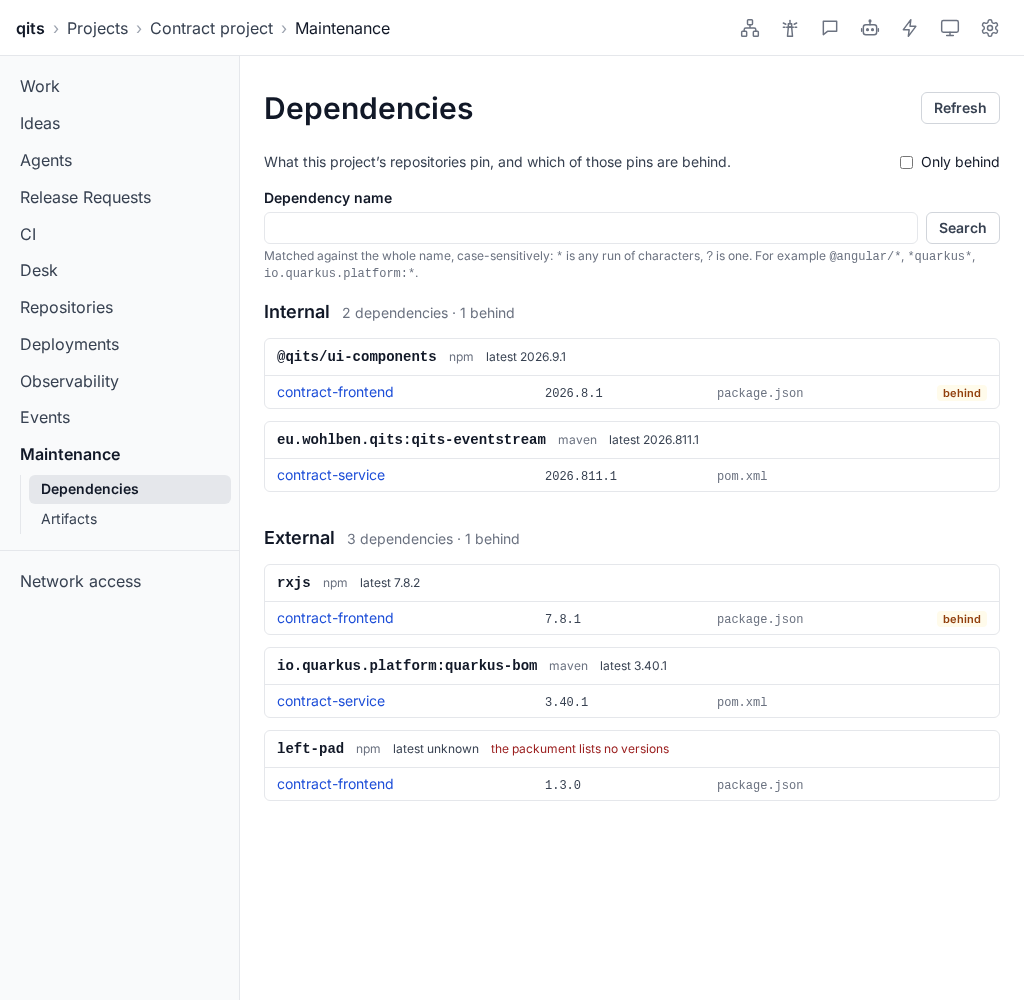 qits › Projects › Contract project › Maintenance
Work
Ideas
Agents
Release Requests
CI
Desk
Repositories
Deployments
Observability
Events
Maintenance
Dependencies
Artifacts
Network access
Dependencies
Refresh
What this project’s repositories pin, and which of those pins are behind.
Only behind
Dependency name
Search
Matched against the whole name, case-sensitively: * is any run of characters, ? is one. For example @angular/*, *quarkus*,
io.quarkus.platform:*.
Internal 2 dependencies · 1 behind
@qits/ui-components npm latest 2026.9.1
contract-frontend 2026.8.1 package.json behind
eu.wohlben.qits:qits-eventstream maven latest 2026.811.1
contract-service 2026.811.1 pom.xml
External 3 dependencies · 1 behind
rxjs npm latest 7.8.2
contract-frontend 7.8.1 package.json behind
io.quarkus.platform:quarkus-bom maven latest 3.40.1
contract-service 3.40.1 pom.xml
left-pad npm latest unknown the packument lists no versions
contract-frontend 1.3.0 package.json